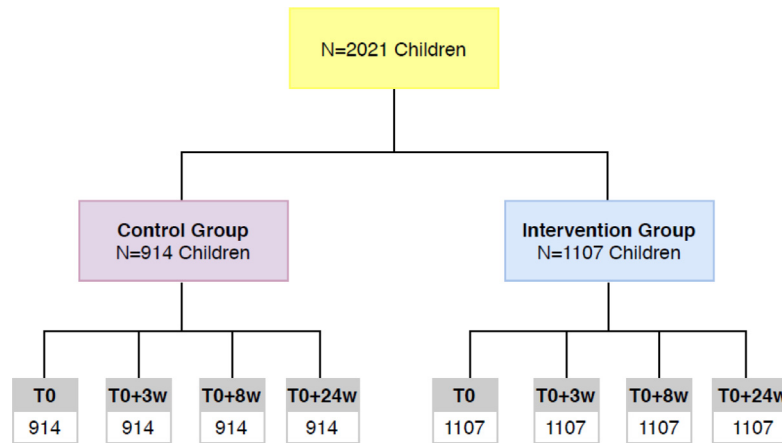 N=2021 Children
Control Group
N=914 Children
Intervention Group
N=1107 Children
T0 T0+3w T0+8w T0+24w
914 914 914 914
T0 T0+3w T0+8w T0+24w
1107 1107 1107 1107